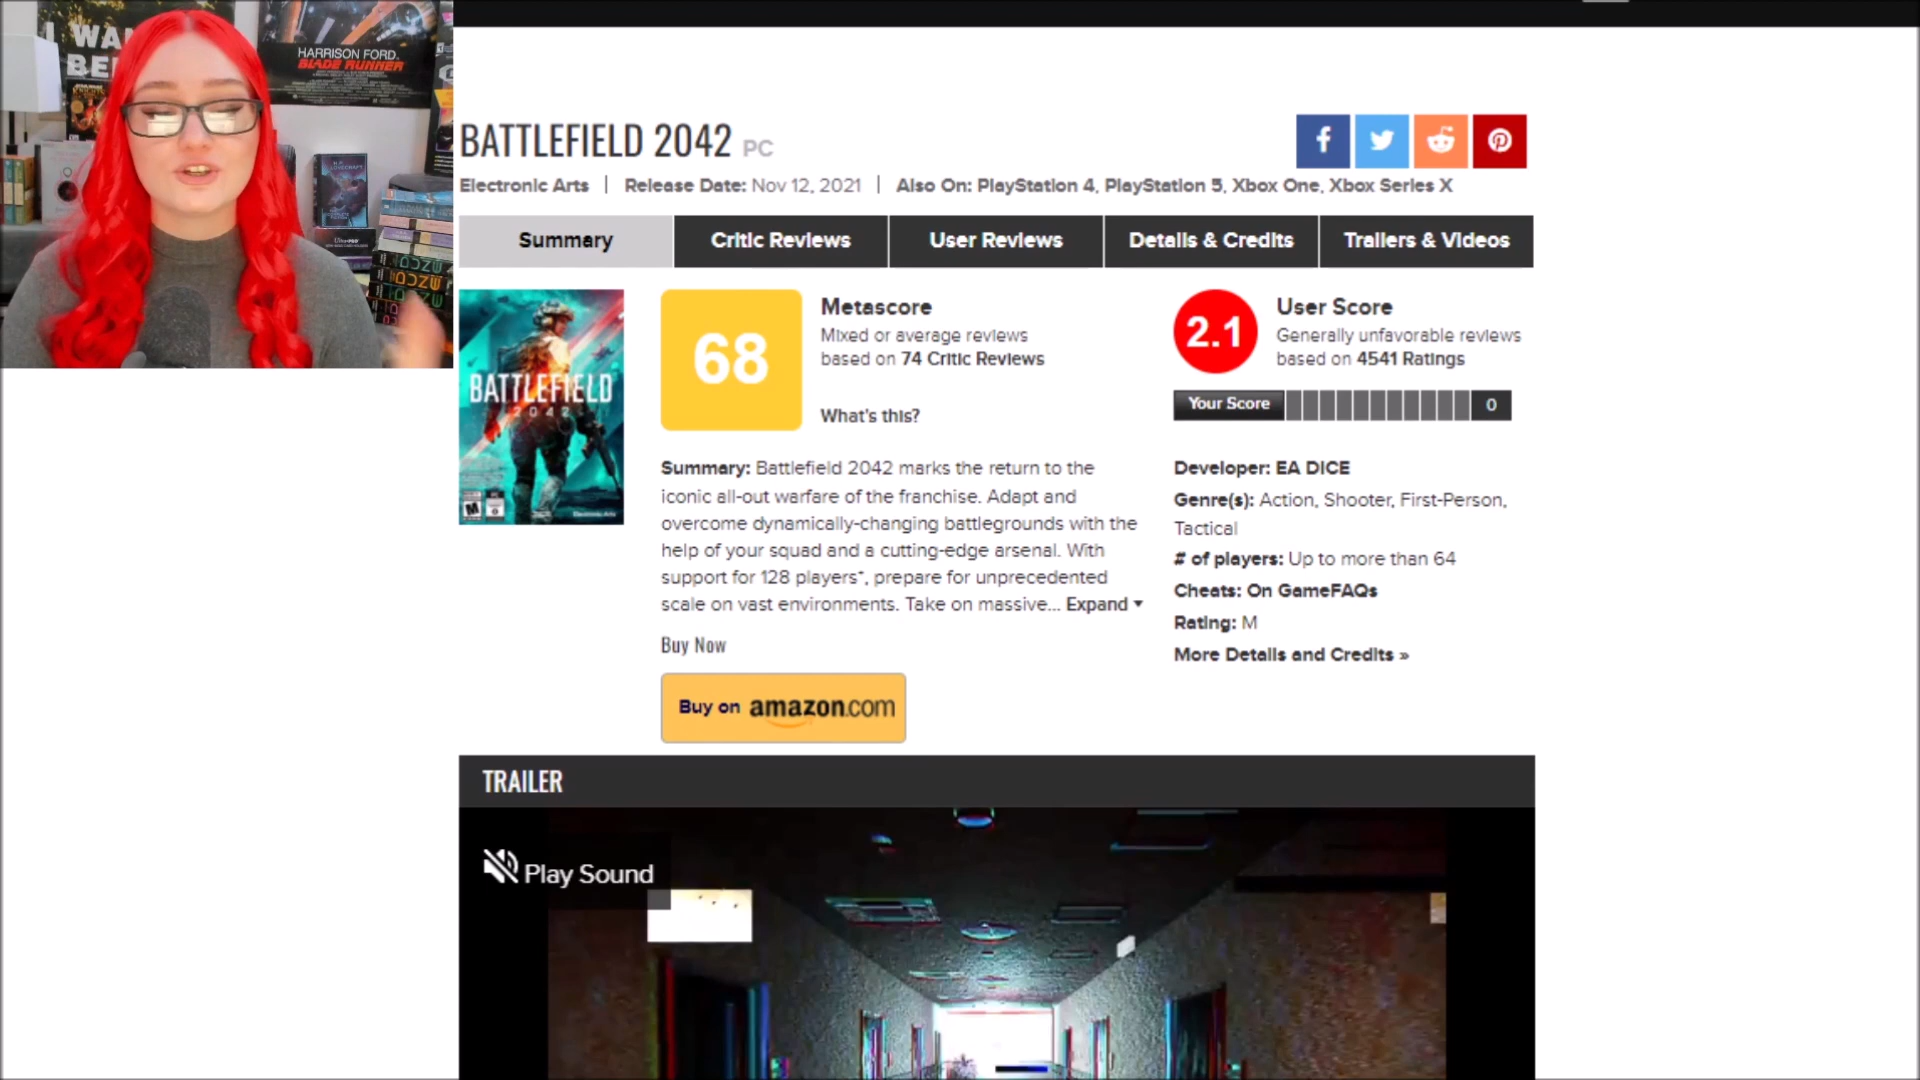 I WA
BE
HARRISON FORD.
BLADE RUNNER
BATTLEFIELD 2042 PC
Electronic Arts | Release Date: Nov 12, 2021 | Also On: PlayStation 4, PlayStation 5, Xbox One, Xbox Series X
Summary
Critic Reviews
User Reviews
Details & Credits
Trailers & Videos
BATTLEFIELD
2042
M
Electronic Arts
68
Metascore
Mixed or average reviews
based on 74 Critic Reviews
What's this?
2.1
User Score
Generally unfavorable reviews
based on 4541 Ratings
Your Score
0
Summary: Battlefield 2042 marks the return to the
iconic all-out warfare of the franchise. Adapt and
overcome dynamically-changing battlegrounds with the
help of your squad and a cutting-edge arsenal. With
support for 128 players*, prepare for unprecedented
scale on vast environments. Take on massive... Expand
Developer: EA DICE
Genre(s): Action, Shooter, First-Person,
Tactical
# of players: Up to more than 64
Cheats: On GameFAQs
Rating: M
More Details and Credits »
Buy Now
Buy on amazon.com
TRAILER
Play Sound